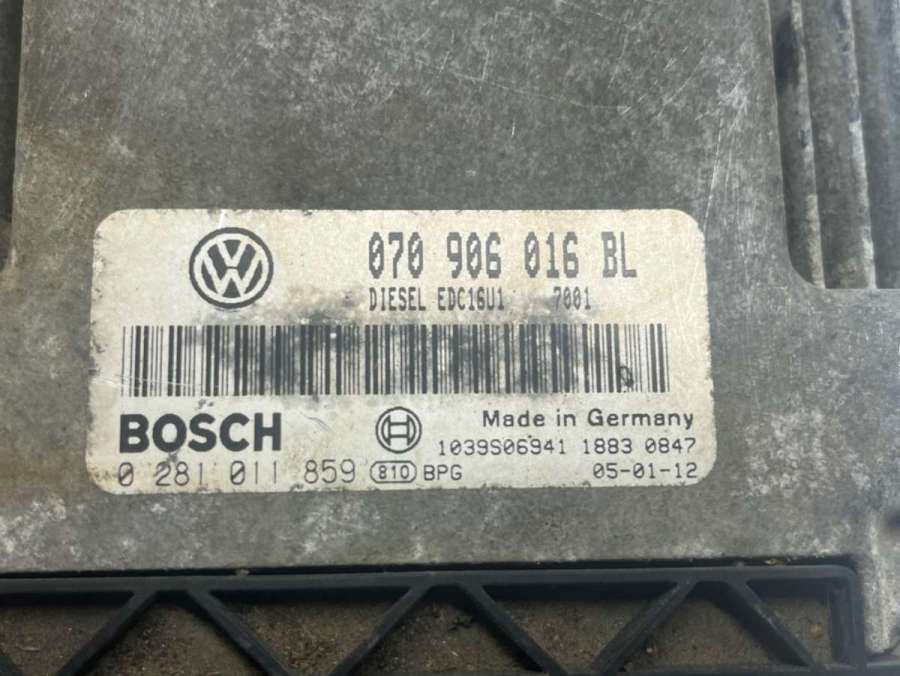 070 906 016 BL
DIESEL EDC16U1 7001
BOSCH
Made in Germany
1039S06941 1883 0847
0 281 011 859 810 BPG 05-01-12